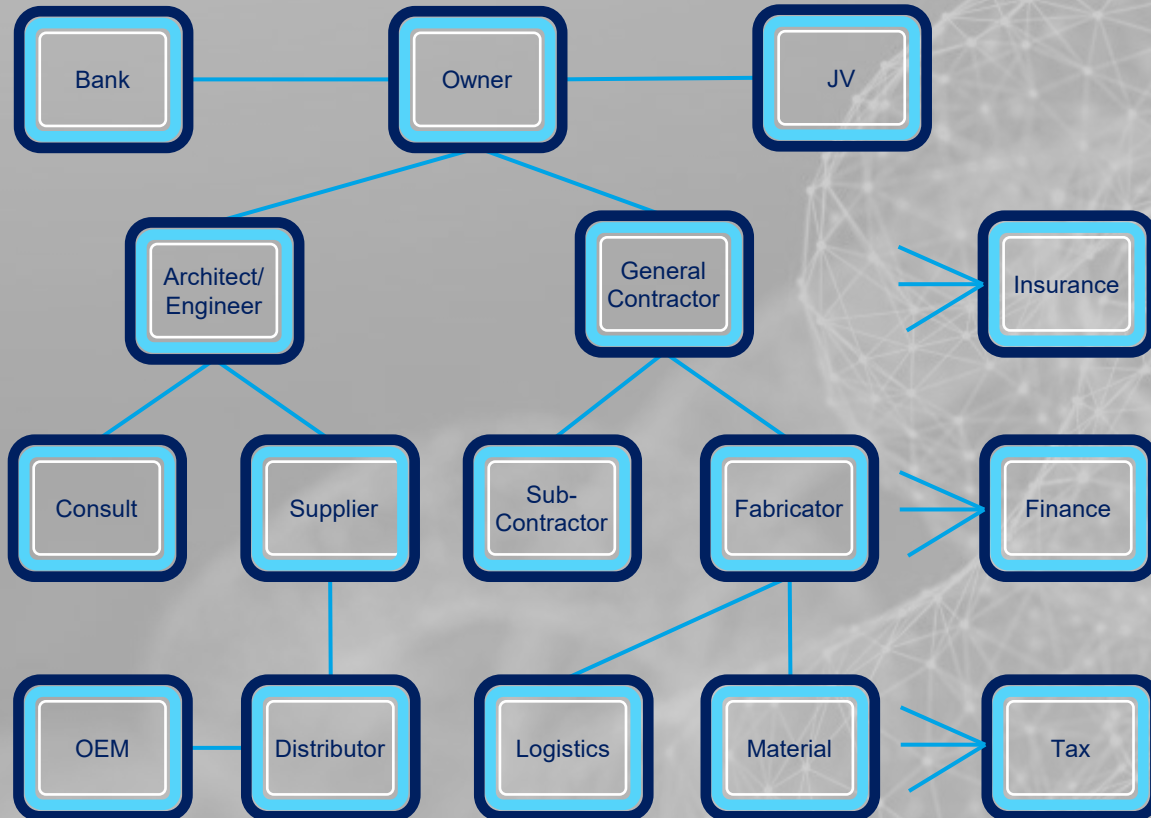 Bank
Owner
JV
Architect/
Engineer
General
Contractor
Insurance
Consult
Supplier
Sub-
Contractor
Fabricator
Finance
OEM
Distributor
Logistics
Material
Tax